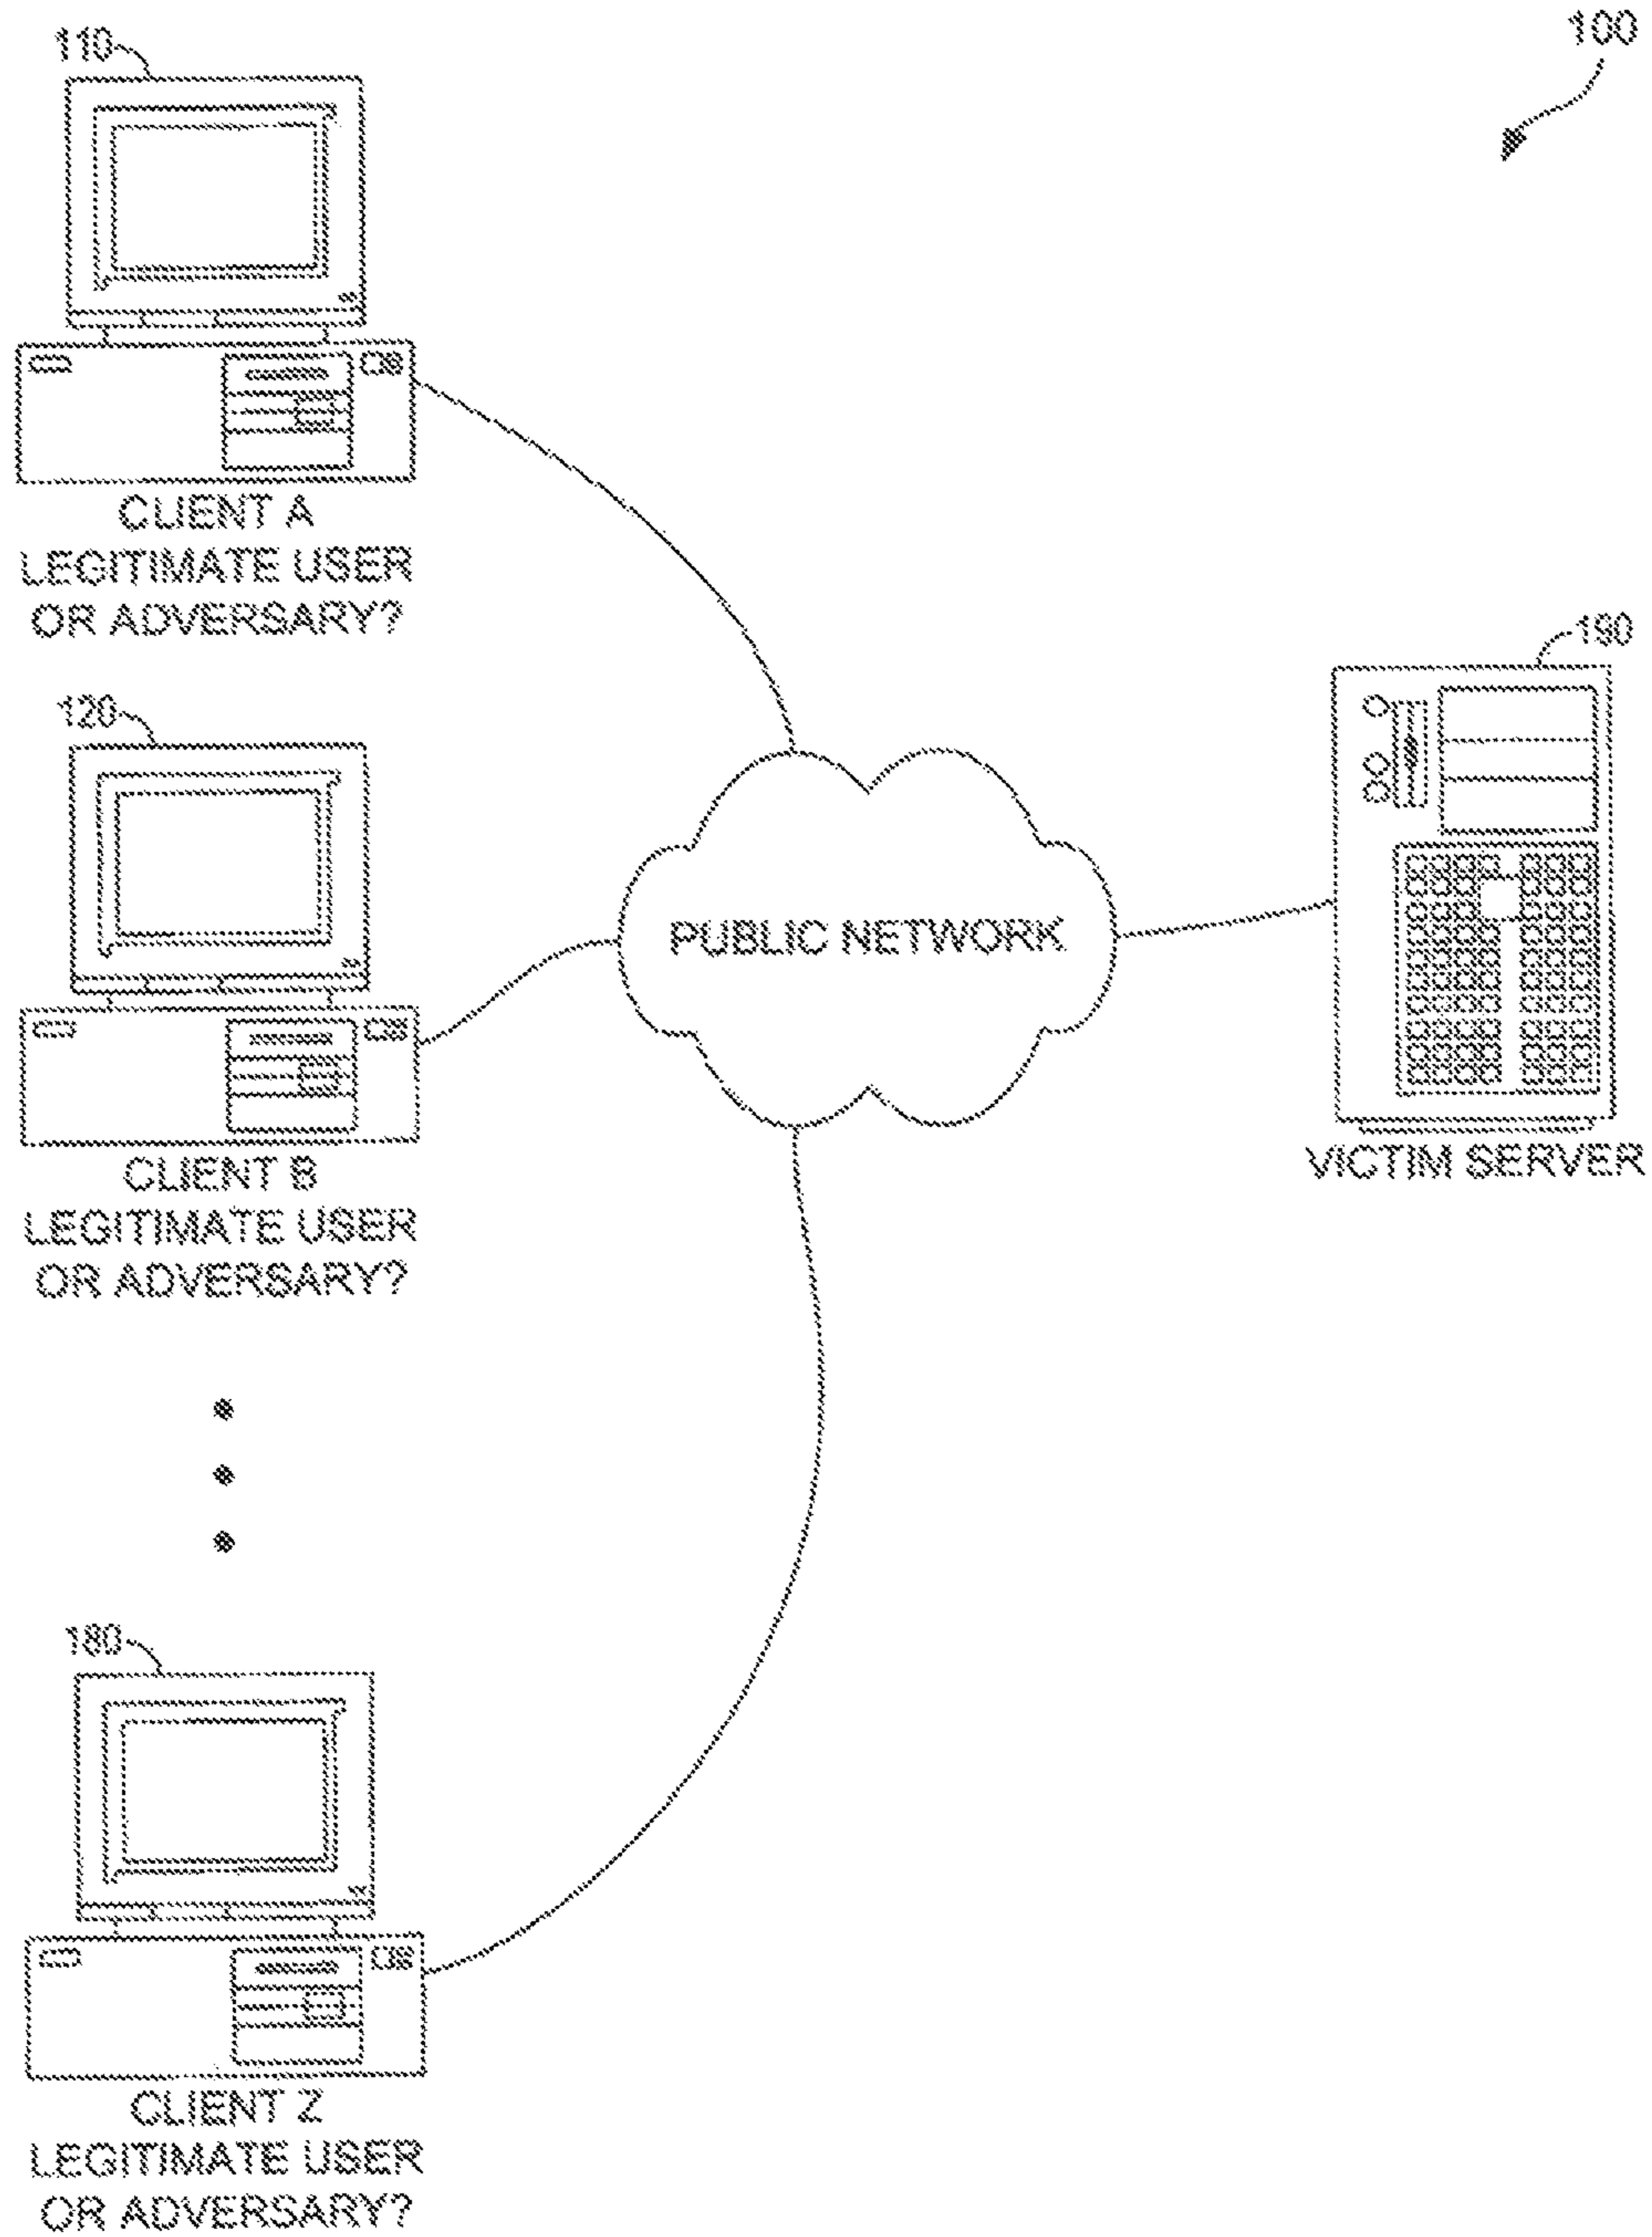 100
110
CLIENT A
LEGITIMATE USER
OR ADVERSARY?
120
CLIENT B
LEGITIMATE USER
OR ADVERSARY?
PUBLIC NETWORK
190
VICTIM SERVER
180
CLIENT Z
LEGITIMATE USER
OR ADVERSARY?